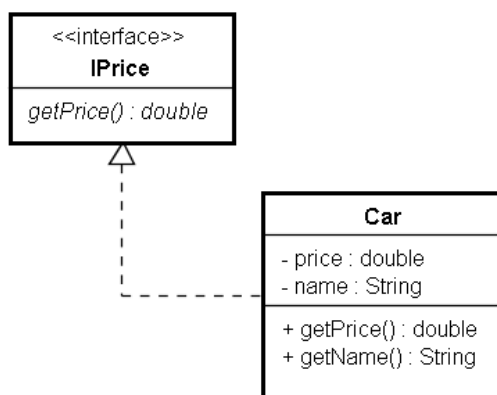 <<interface>>
IPrice
getPrice() : double
Car
- price : double
- name : String
+ getPrice() : double
+ getName() : String